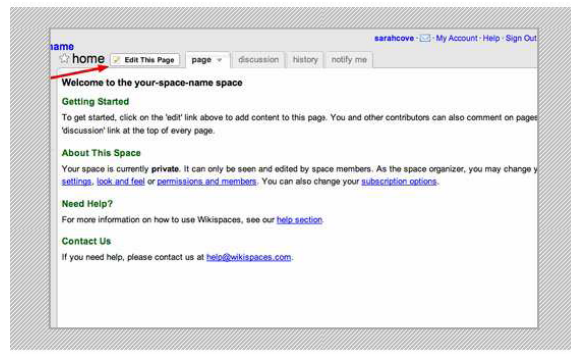 sarahcove · My Account · Help · Sign Out
name
home Edit This Page page discussion history notify me
Welcome to the your-space-name space
Getting Started
To get started, click on the 'edit' link above to add content to this page. You and other contributors can also comment on pages
'discussion' link at the top of every page.
About This Space
Your space is currently private. It can only be seen and edited by space members. As the space organizer, you may change y
settings, look and feel or permissions and members. You can also change your subscription options.
Need Help?
For more information on how to use Wikispaces, see our help section.
Contact Us
If you need help, please contact us at help@wikispaces.com.